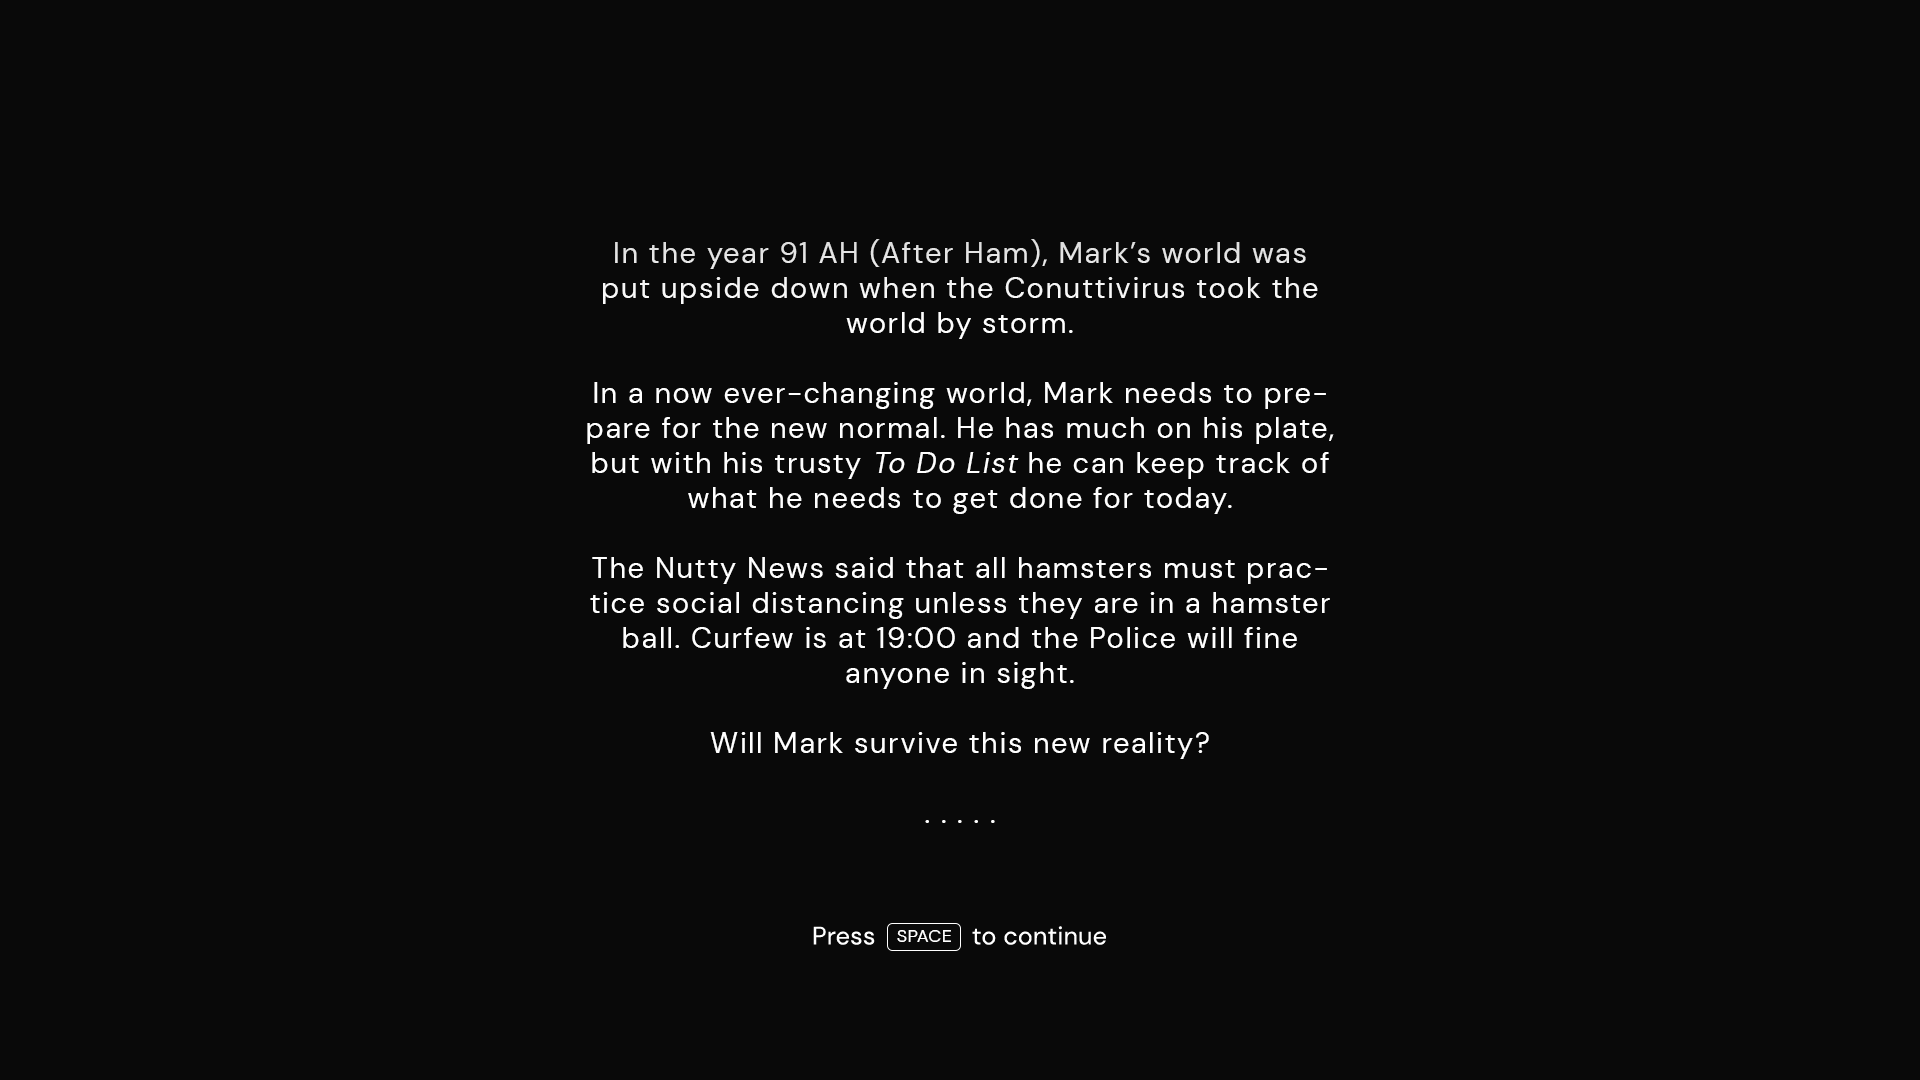 In the year 91 AH (After Ham), Mark’s world was
put upside down when the Conuttivirus took the
world by storm.
In a now ever-changing world, Mark needs to pre-
pare for the new normal. He has much on his plate,
but with his trusty To Do List he can keep track of
what he needs to get done for today.
The Nutty News said that all hamsters must prac-
tice social distancing unless they are in a hamster
ball. Curfew is at 19:00 and the Police will fine
anyone in sight.
Will Mark survive this new reality?
. . . . .
Press SPACE to continue